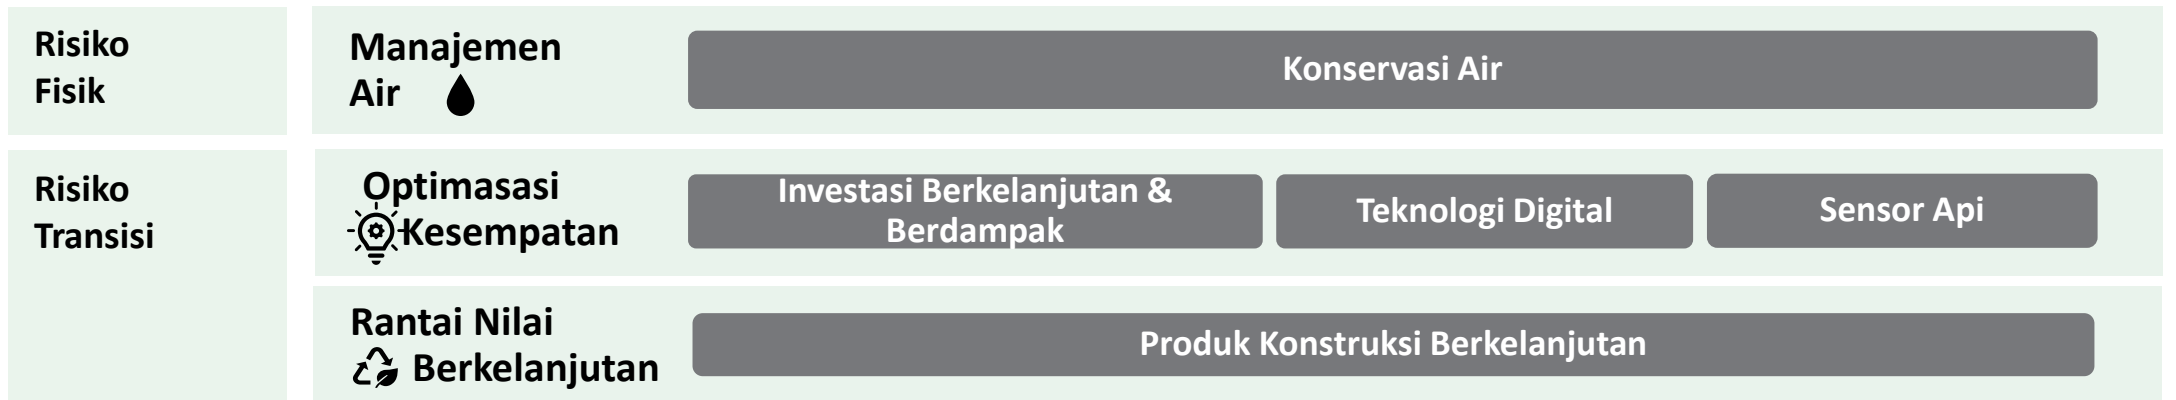 Risiko
Fisik
Manajemen
Air
Konservasi Air
Risiko
Transisi
Optimasasi
Kesempatan
Investasi Berkelanjutan &
Berdampak
Teknologi Digital
Sensor Api
Rantai Nilai
Berkelanjutan
Produk Konstruksi Berkelanjutan